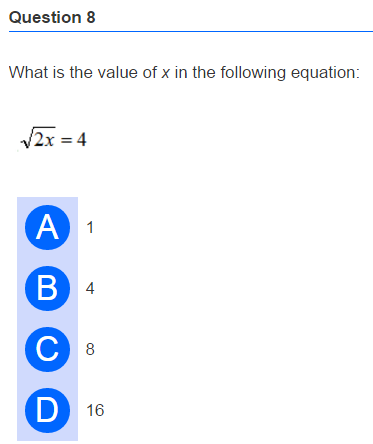 Question 8
What is the value of x in the following equation:
√2x = 4
A 1
B 4
C 8
D 16